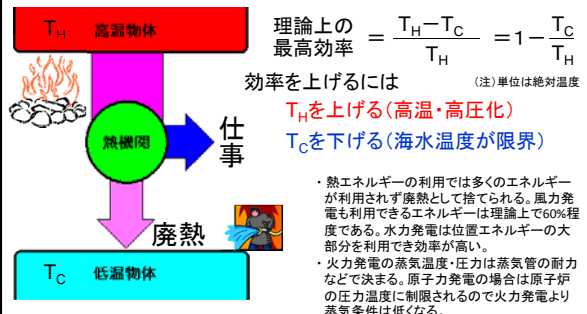 T_H 高温物体
熱機関
仕事
廃熱
T_C 低温物体
理論上の
最高効率 = T_H−T_C / T_H = 1− T_C / T_H
効率を上げるには (注)単位は絶対温度
T_Hを上げる(高温・高圧化)
T_Cを下げる(海水温度が限界)
・熱エネルギーの利用では多くのエネルギー
が利用されず廃熱として捨てられる。風力発
電も利用できるエネルギーは理論上で60%程
度である。水力発電は位置エネルギーの大
部分を利用でき効率が高い。
・火力発電の蒸気温度・圧力は蒸気管の耐力
などで決まる。原子力発電の場合は原子炉
の圧力温度に制限されるので火力発電より
蒸気条件は低くなる。